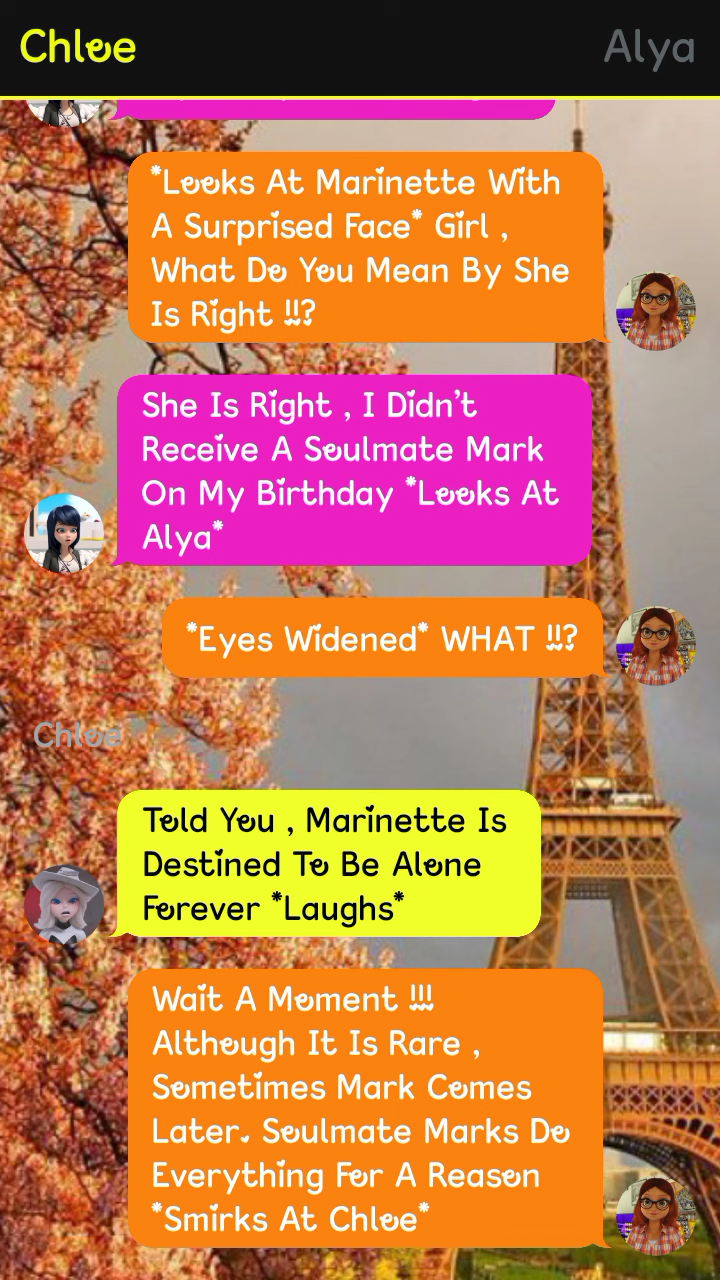 Chloe
Alya
*Looks At Marinette With
A Surprised Face* Girl ,
What Do You Mean By She
Is Right !!?
She Is Right , I Didn't
Receive A Soulmate Mark
On My Birthday *Looks At
Alya*
*Eyes Widened* WHAT !!?
Chloe
Told You , Marinette Is
Destined To Be Alone
Forever *Laughs*
Wait A Moment !!!
Although It Is Rare ,
Sometimes Mark Comes
Later. Soulmate Marks Do
Everything For A Reason
*Smirks At Chloe*